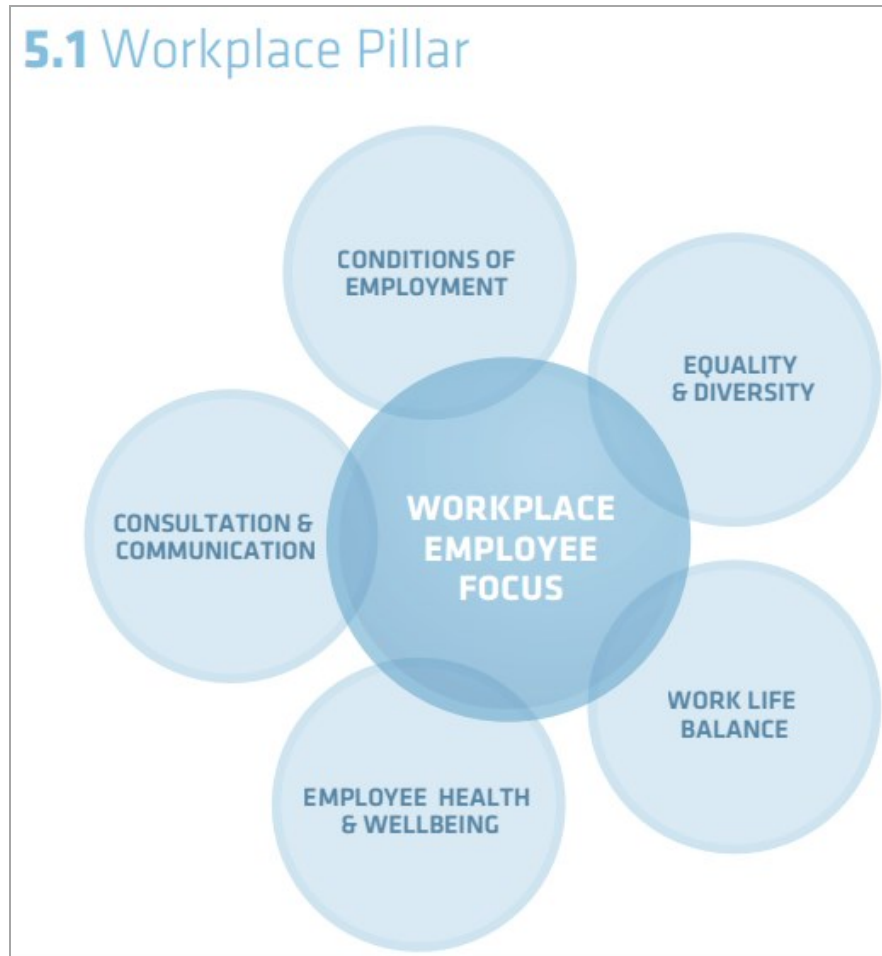 5.1 Workplace Pillar
CONDITIONS OF
EMPLOYMENT
EQUALITY
& DIVERSITY
WORKPLACE
EMPLOYEE
FOCUS
CONSULTATION &
COMMUNICATION
WORK LIFE
BALANCE
EMPLOYEE HEALTH
& WELLBEING